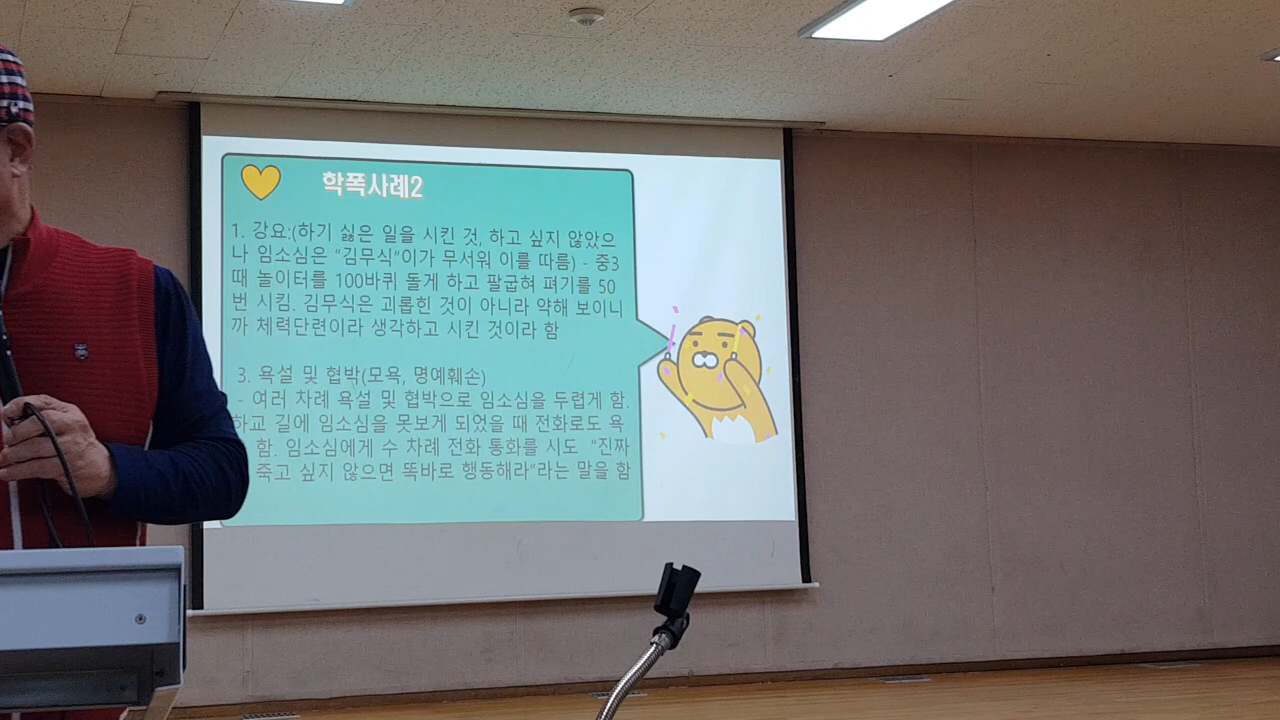 학폭사례2
1. 강요:(하기 싫은 일을 시킨 것, 하고 싶지 않았으
나 임소심은 "김무식"이가 무서워 이를 따름) - 중3
때 놀이터를 100바퀴 돌게 하고 팔굽혀 펴기를 50
번 시킴. 김무식은 괴롭힌 것이 아니라 약해 보이니
까 체력단련이라 생각하고 시킨 것이라 함
3. 욕설 및 협박(모욕, 명예훼손)
- 여러 차례 욕설 및 협박으로 임소심을 두렵게 함.
하교 길에 임소심을 못보게 되었을 때 전화로도 욕
함. 임소심에게 수 차례 전화 통화를 시도 "진짜
죽고 싶지 않으면 똑바로 행동해라"라는 말을 함